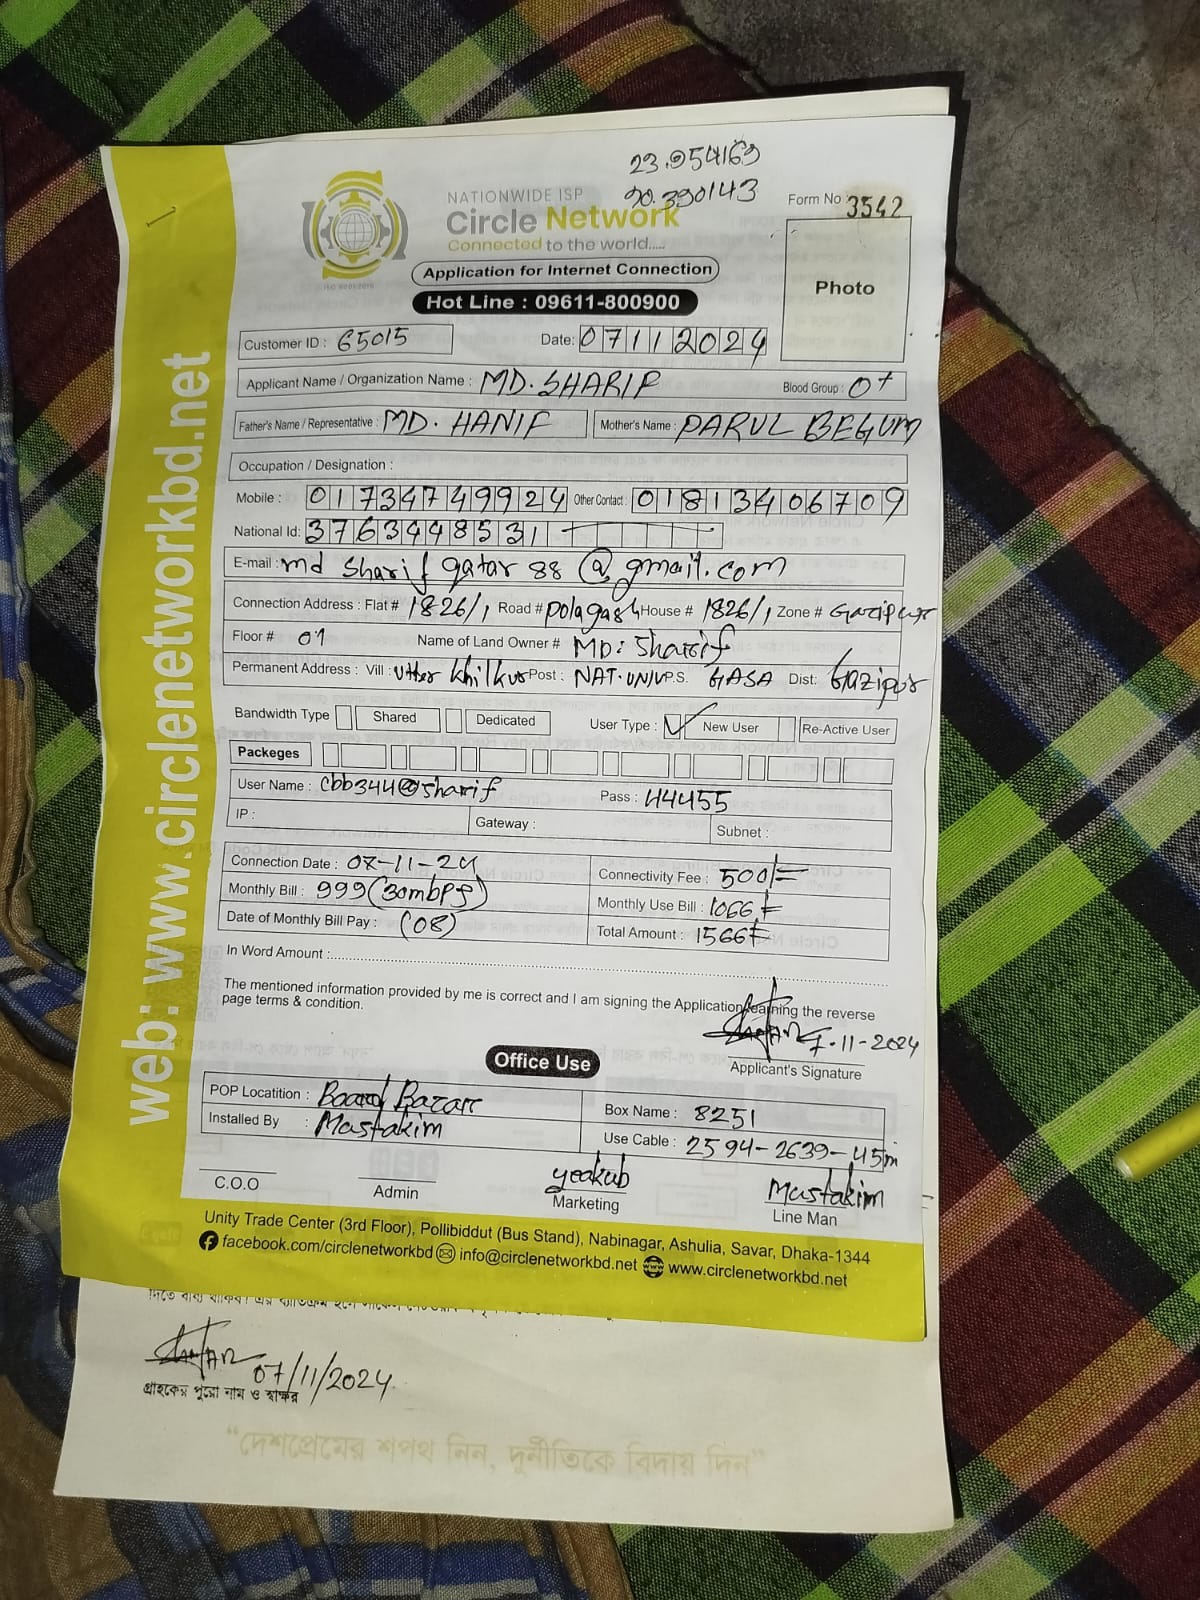 23.954169
90.390143
NATIONWIDE ISP
Circle Network
Connected to the world.....
Form No : 3542
Photo
Application for Internet Connection
Hot Line : 09611-800900
Customer ID : 65015 Date: 07112024
Applicant Name / Organization Name : MD. SHARIF Blood Group : O+
Father's Name / Representative : MD. HANIF Mother's Name : PARUL BEGUM
Occupation / Designation :
Mobile : 01734749924 Other Contact : 01813406709
National Id: 3763448531
E-mail : md sharif qatar 88 @ gmail.com
Connection Address : Flat # 1826/1 Road # polagash House # 1826/1 Zone # Gazipur
Floor # 01 Name of Land Owner # MD: Sharif
Permanent Address : Vill : Utter khilkur Post : NAT. UNIV P.S. GASA Dist: Gazipur
Bandwidth Type Shared Dedicated User Type : New User Re-Active User
Packeges
User Name : cbb344@sharif Pass : 44455
IP : Gateway : Subnet :
Connection Date : 07-11-24 Connectivity Fee : 500/=
Monthly Bill : 999 (30mbps) Monthly Use Bill : 1066/=
Date of Monthly Bill Pay : (08) Total Amount : 1566/=
In Word Amount :
The mentioned information provided by me is correct and I am signing the Application learning the reverse
page terms & condition.
7-11-2024
Applicant's Signature
Office Use
POP Locatition : Board Bazar Box Name : 8251
Installed By : Mastakim Use Cable : 2594-2639-45m
C.O.O Admin yeakub Marketing Mustakim Line Man
Unity Trade Center (3rd Floor), Pollibiddut (Bus Stand), Nabinagar, Ashulia, Savar, Dhaka-1344
facebook.com/circlenetworkbd info@circlenetworkbd.net www.circlenetworkbd.net
web: www.circlenetworkbd.net
07/11/2024
গ্রাহকের পুরো নাম ও স্বাক্ষর
“দেশপ্রেমের শপথ নিন, দুর্নীতিকে বিদায় দিন”